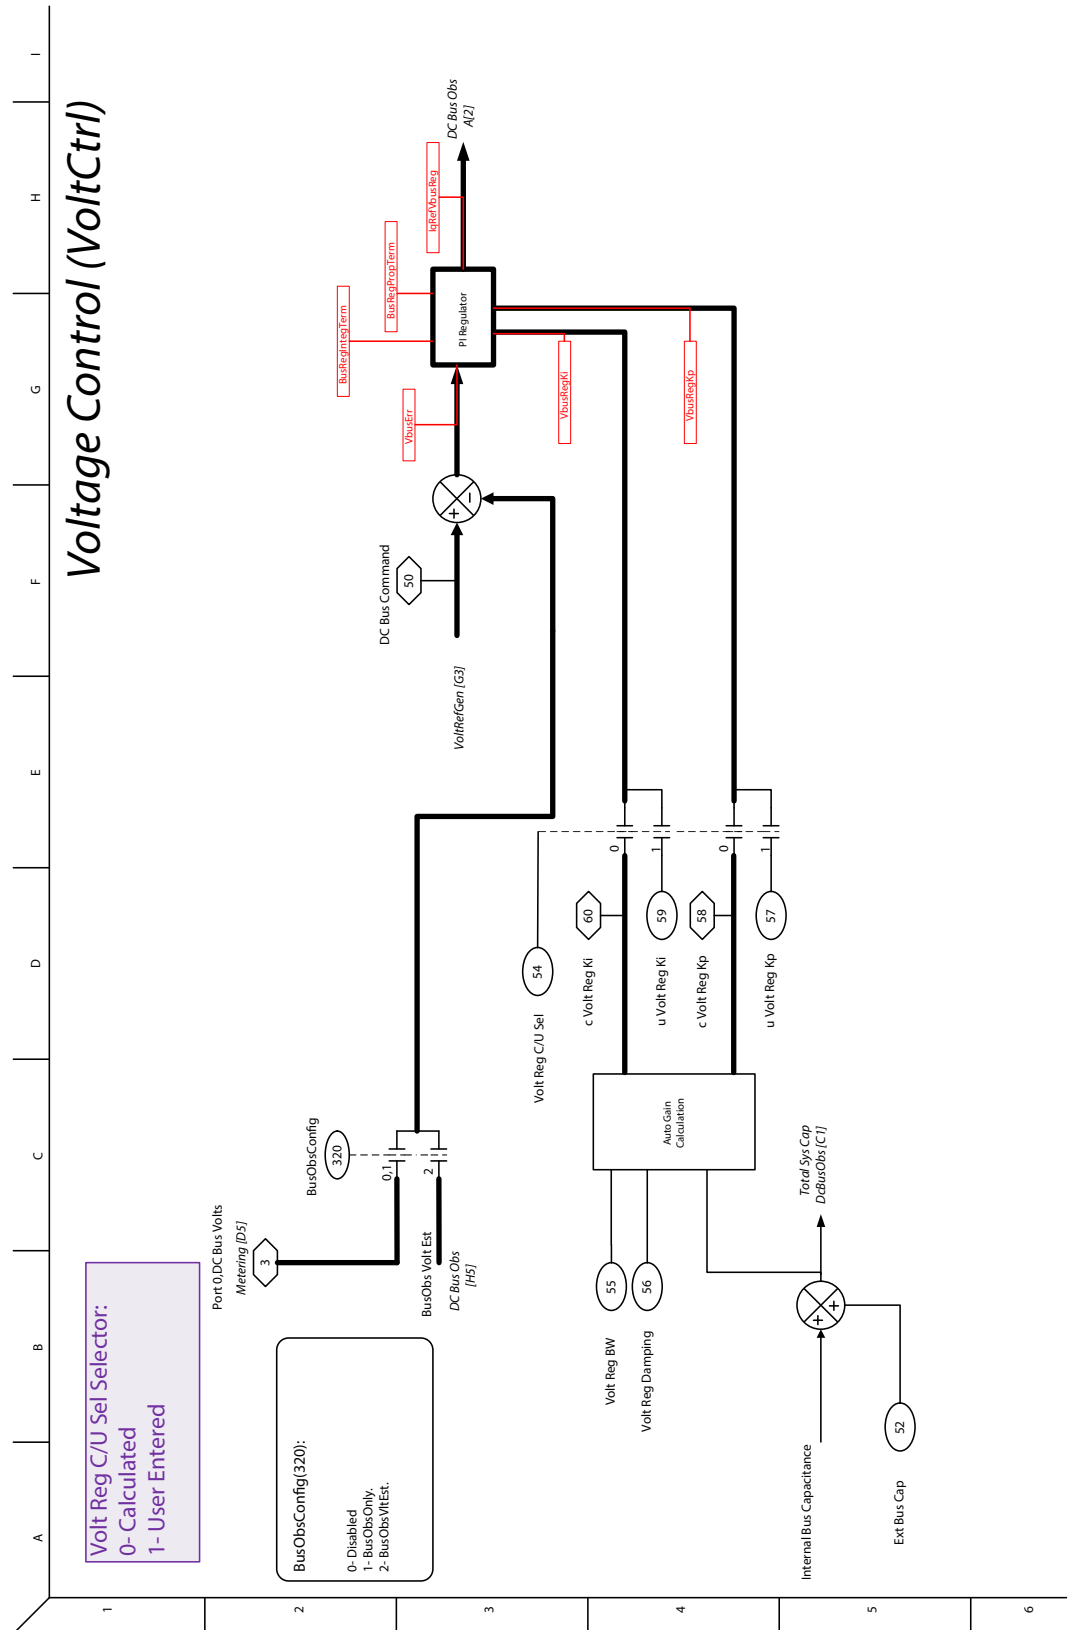 Voltage Control (VoltCtrl)
A
B
C
D
E
F
G
H
I
1
2
3
4
5
6
Volt Reg C/U Sel Selector:
0- Calculated
1- User Entered
BusObsConfig(320):
0- Disabled
1- BusObsOnly.
2- BusObsVltEst.
Port 0,DC Bus Volts
Metering [D5]
3
BusObsConfig
320
0,1
2
BusObs Volt Est
DC Bus Obs
[H5]
VoltRefGen [G3]
DC Bus Command
50
+
−
VbusErr
BusRegIntegTerm
BusRegPropTerm
PI Regulator
IqRefVbusReg
DC Bus Obs
A[2]
VbusRegKi
VbusRegKp
Volt Reg C/U Sel
54
c Volt Reg Ki
60
0
u Volt Reg Ki
59
1
c Volt Reg Kp
58
0
u Volt Reg Kp
57
1
Auto Gain
Calculation
Volt Reg BW
55
Volt Reg Damping
56
Internal Bus Capacitance
+
+
Total Sys Cap
DcBusObs [C1]
Ext Bus Cap
52